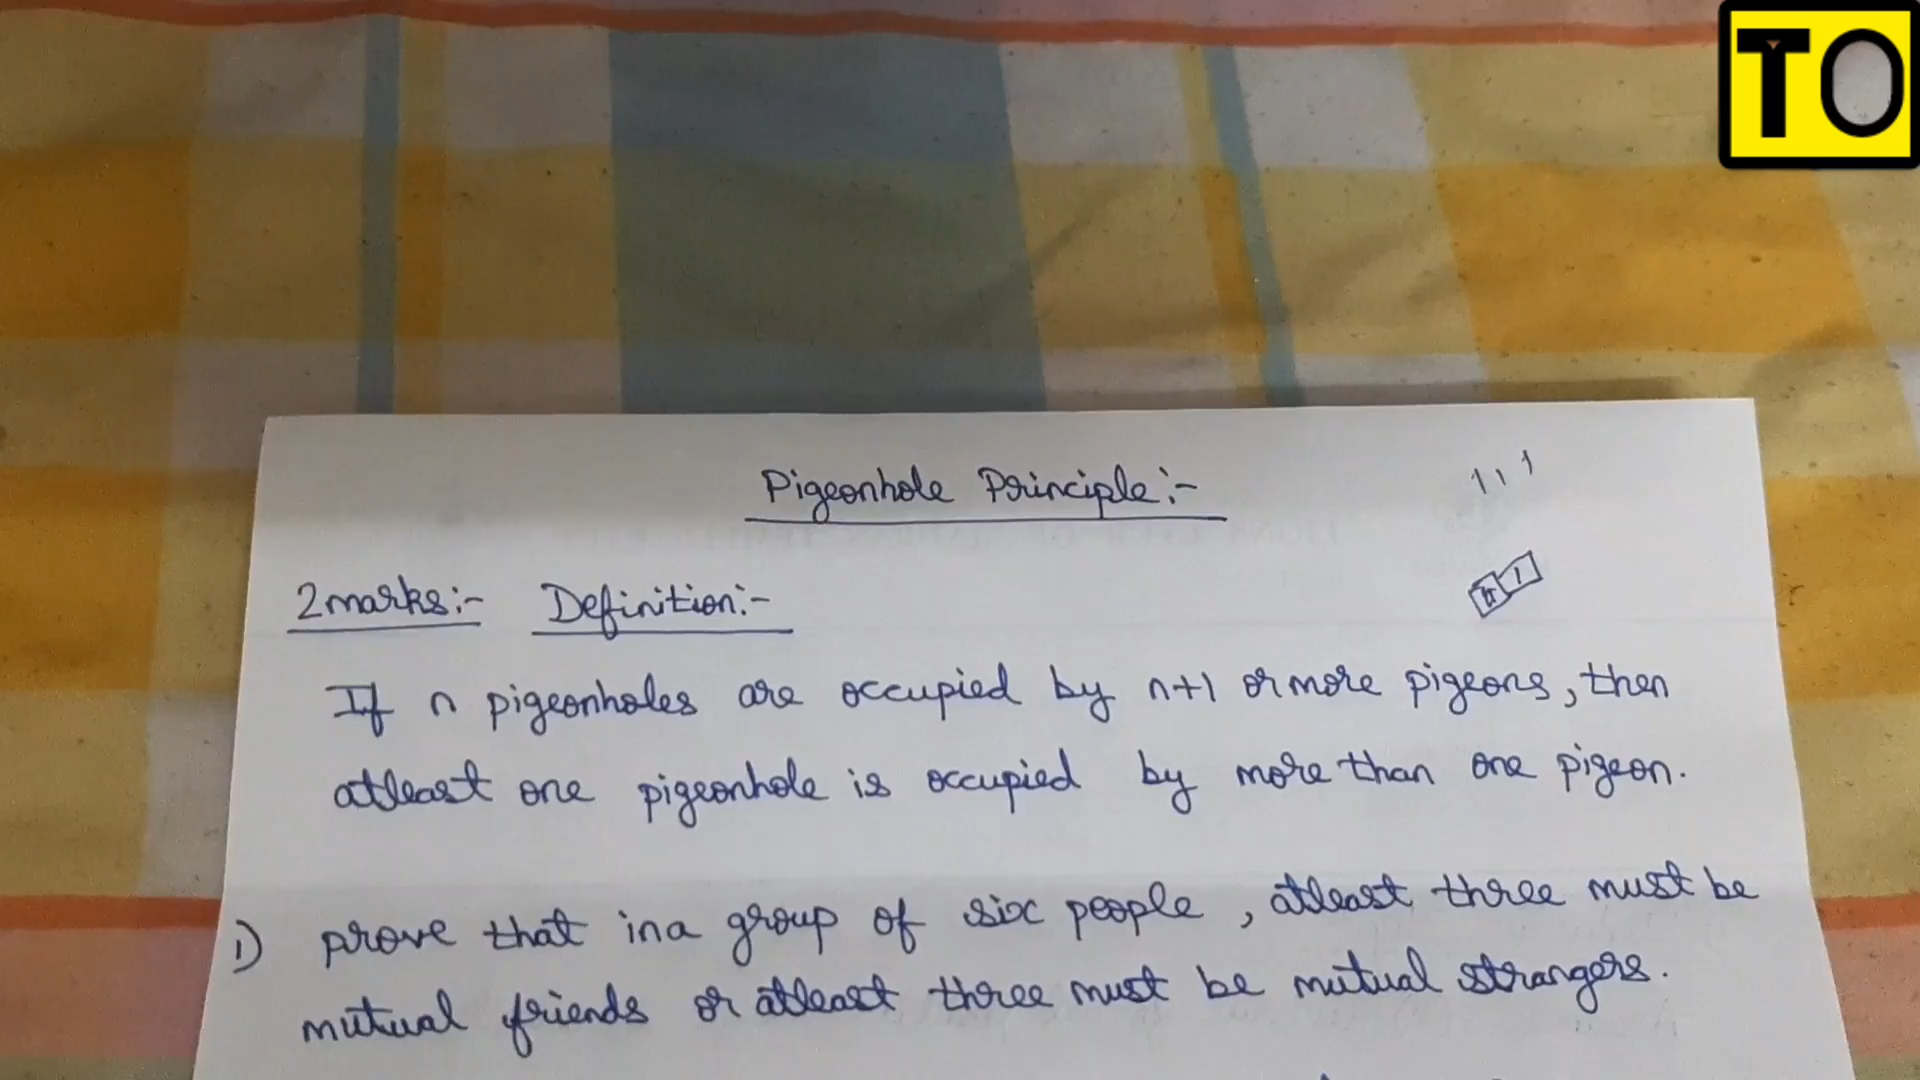 TO
Pigeonhole Principle:-
2marks:- Definition:-
If n pigeonholes are occupied by n+1 or more pigeons, then
atleast one pigeonhole is occupied by more than one pigeon.
1) prove that in a group of six people, atleast three must be
mutual friends or atleast three must be mutual strangers.